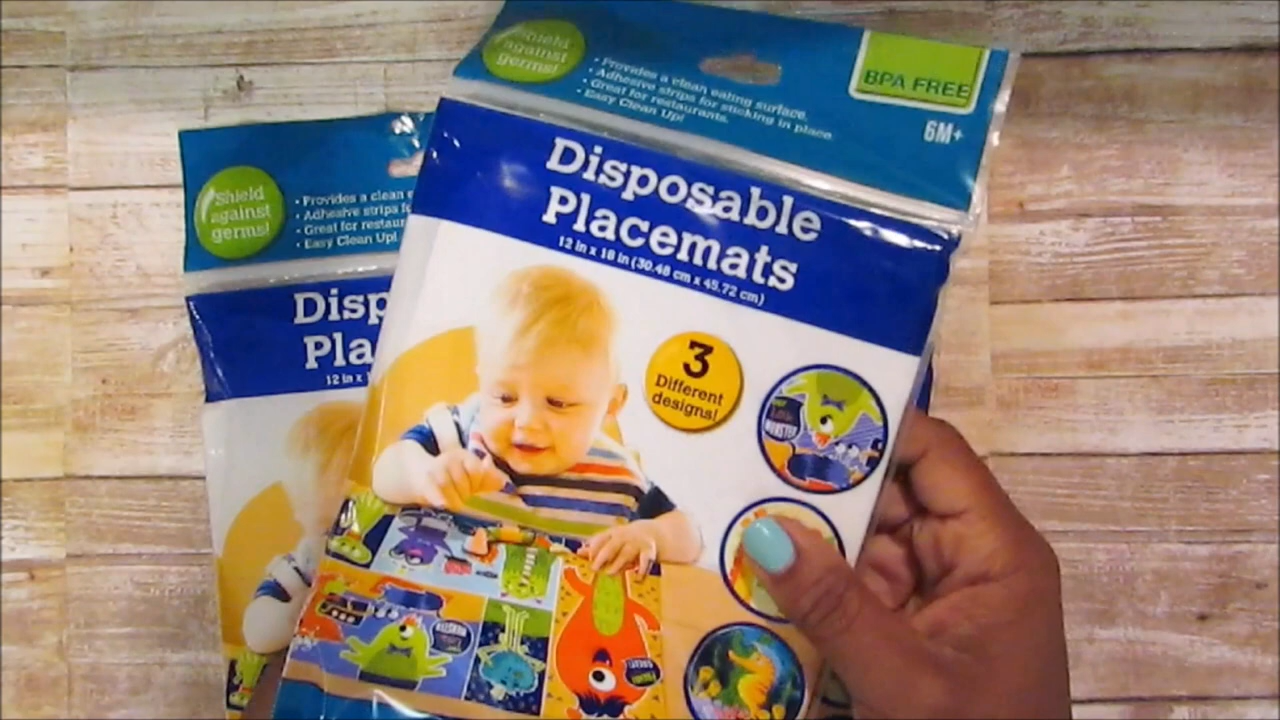 Shield
against
germs!
• Provides a clean eating surface.
• Adhesive strips for sticking in place.
• Great for restaurants.
• Easy Clean Up!
BPA FREE
6M+
Disposable
Placemats
12 in x 18 in (30.48 cm x 45.72 cm)
3
Different
designs!
MONSTER
Shield
against
germs!
• Provides a clean
• Adhesive strips
• Great for
• Easy Clean Up!
Disp
Pla
12 in x